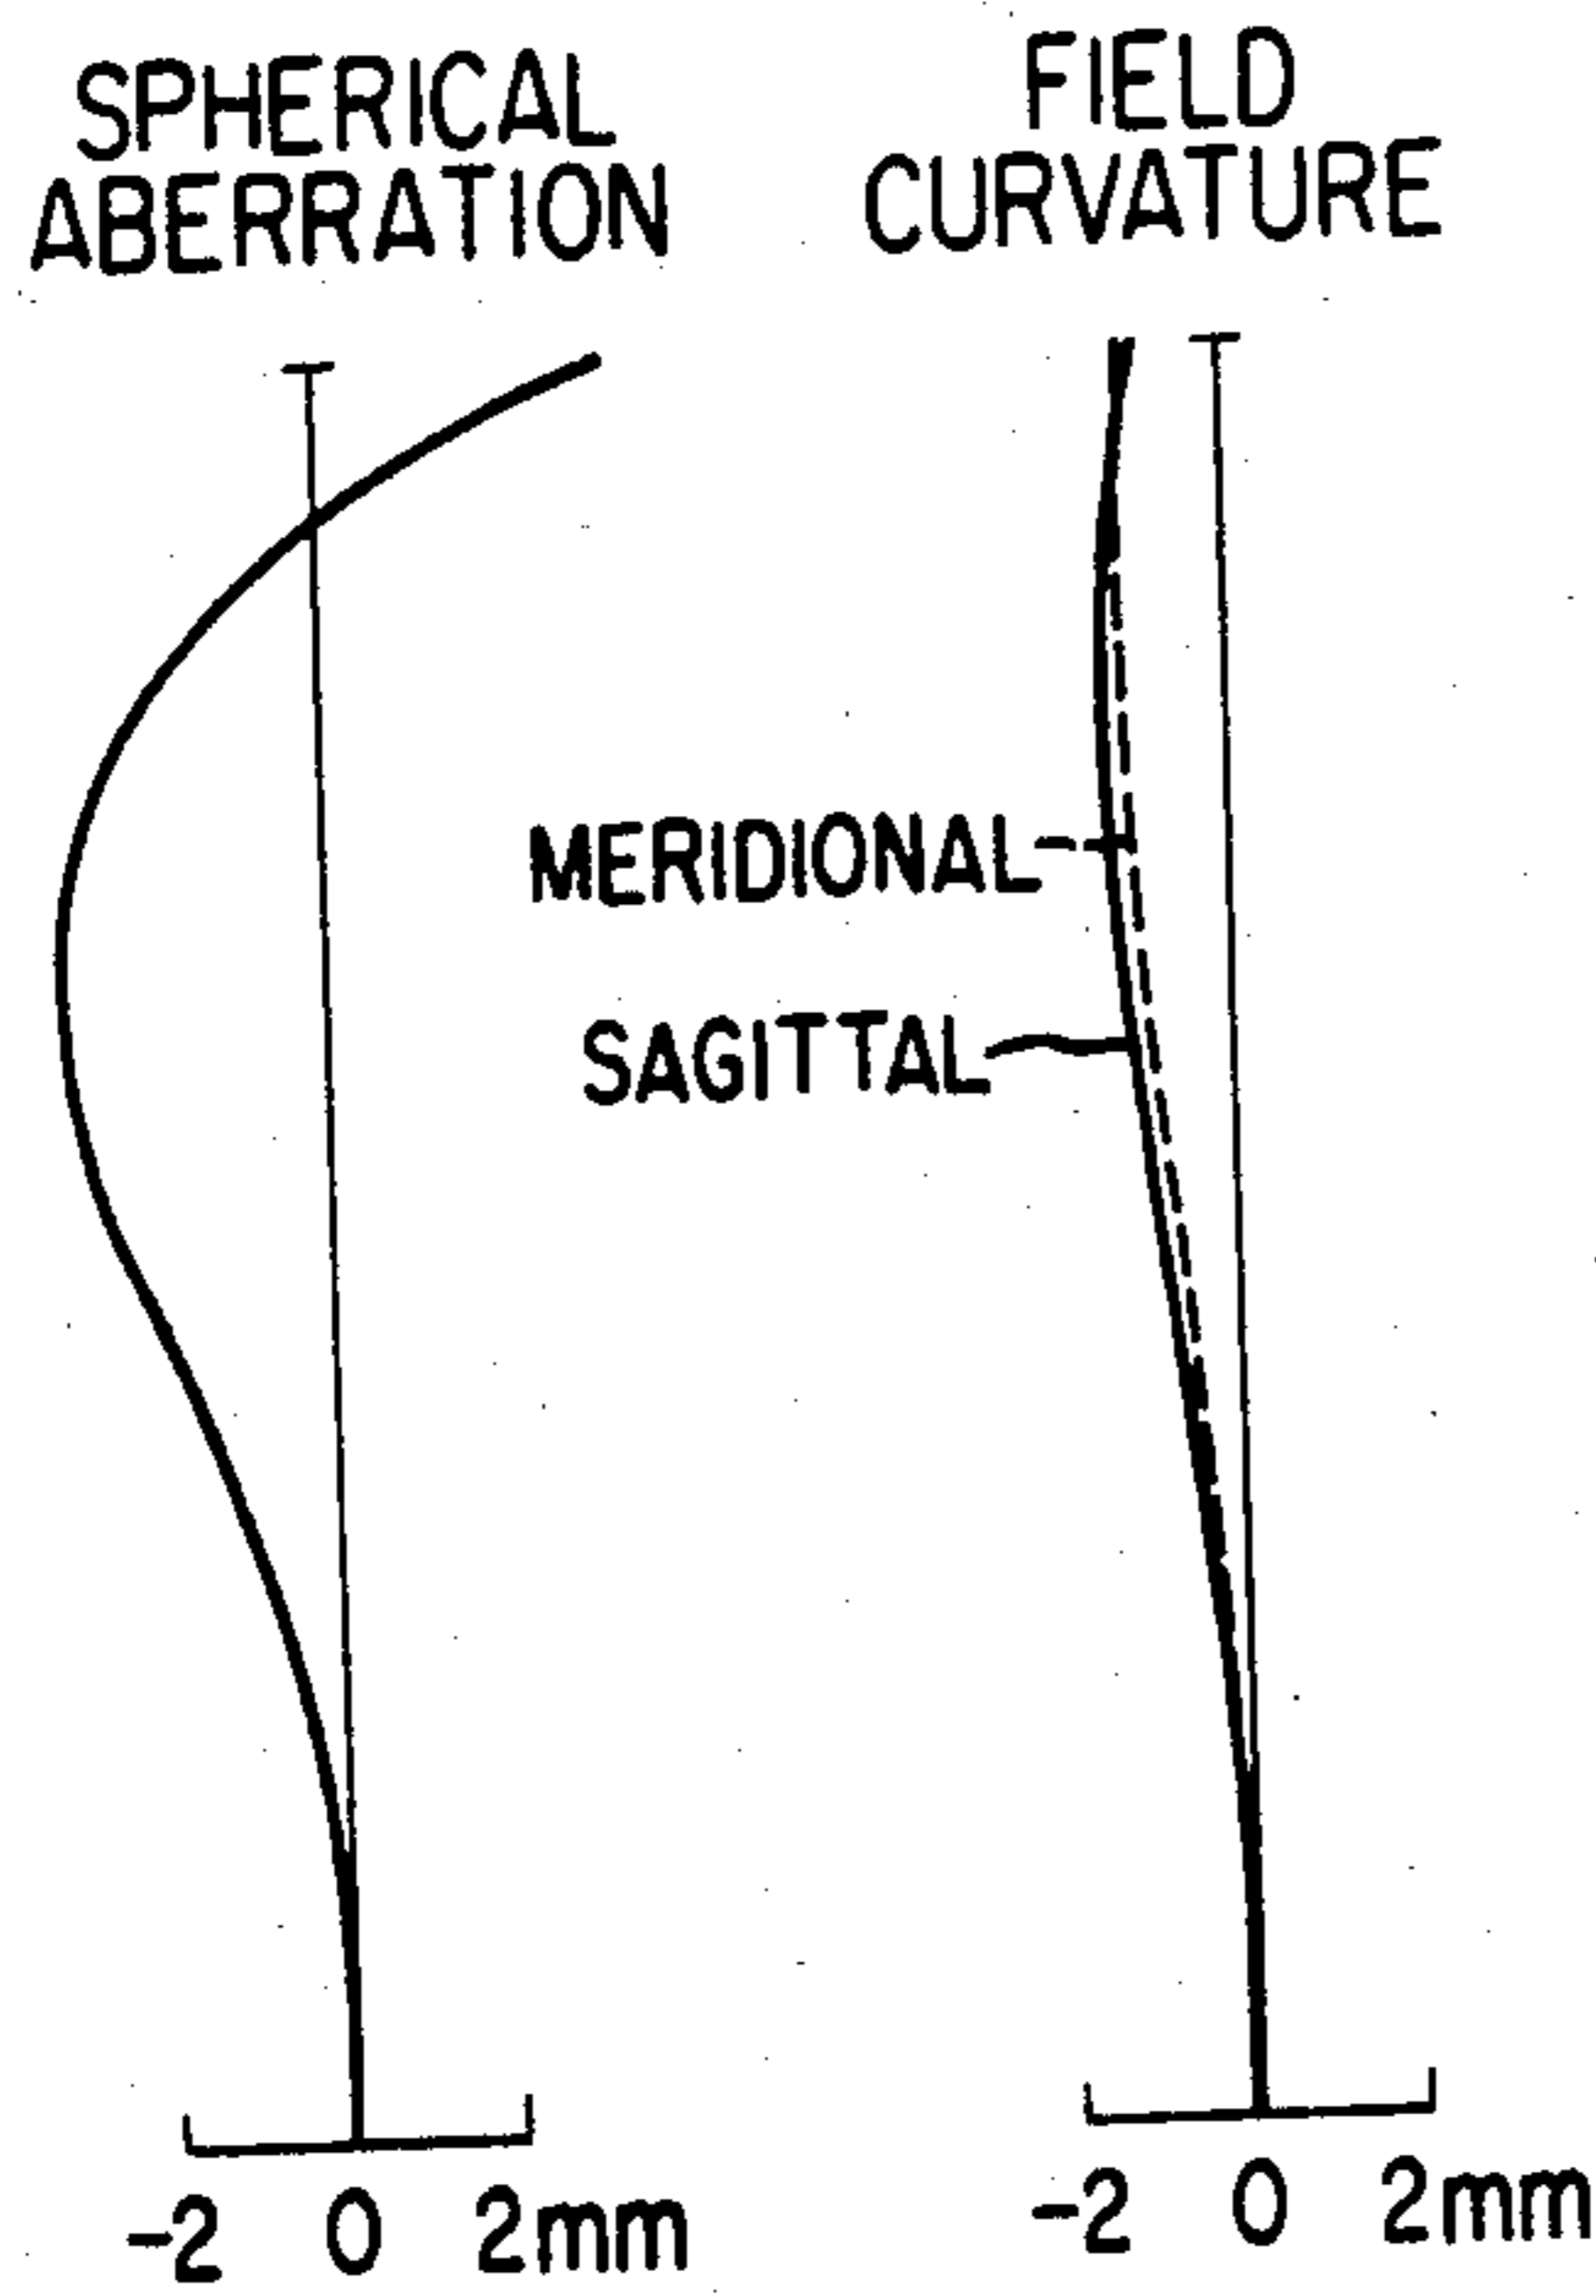 SPHERICAL
ABERRATION
FIELD
CURVATURE
MERIDIONAL
SAGITTAL
-2 0 2mm
-2 0 2mm